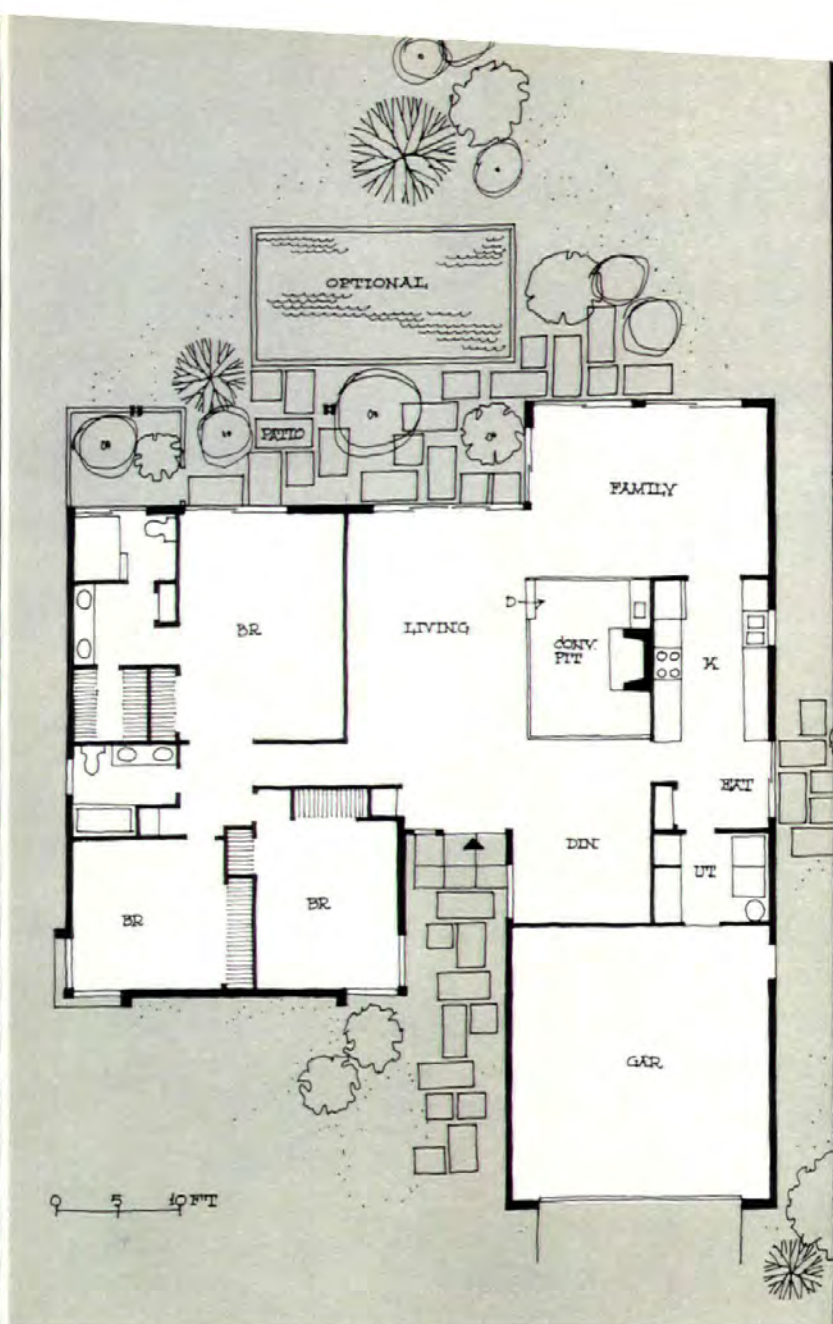 OPTIONAL
PATIO
FAMILY
D
BR
LIVING
CONV.
PIT
K
EAT
DIN
UT
BR
BR
GAR
0 5 10 FT